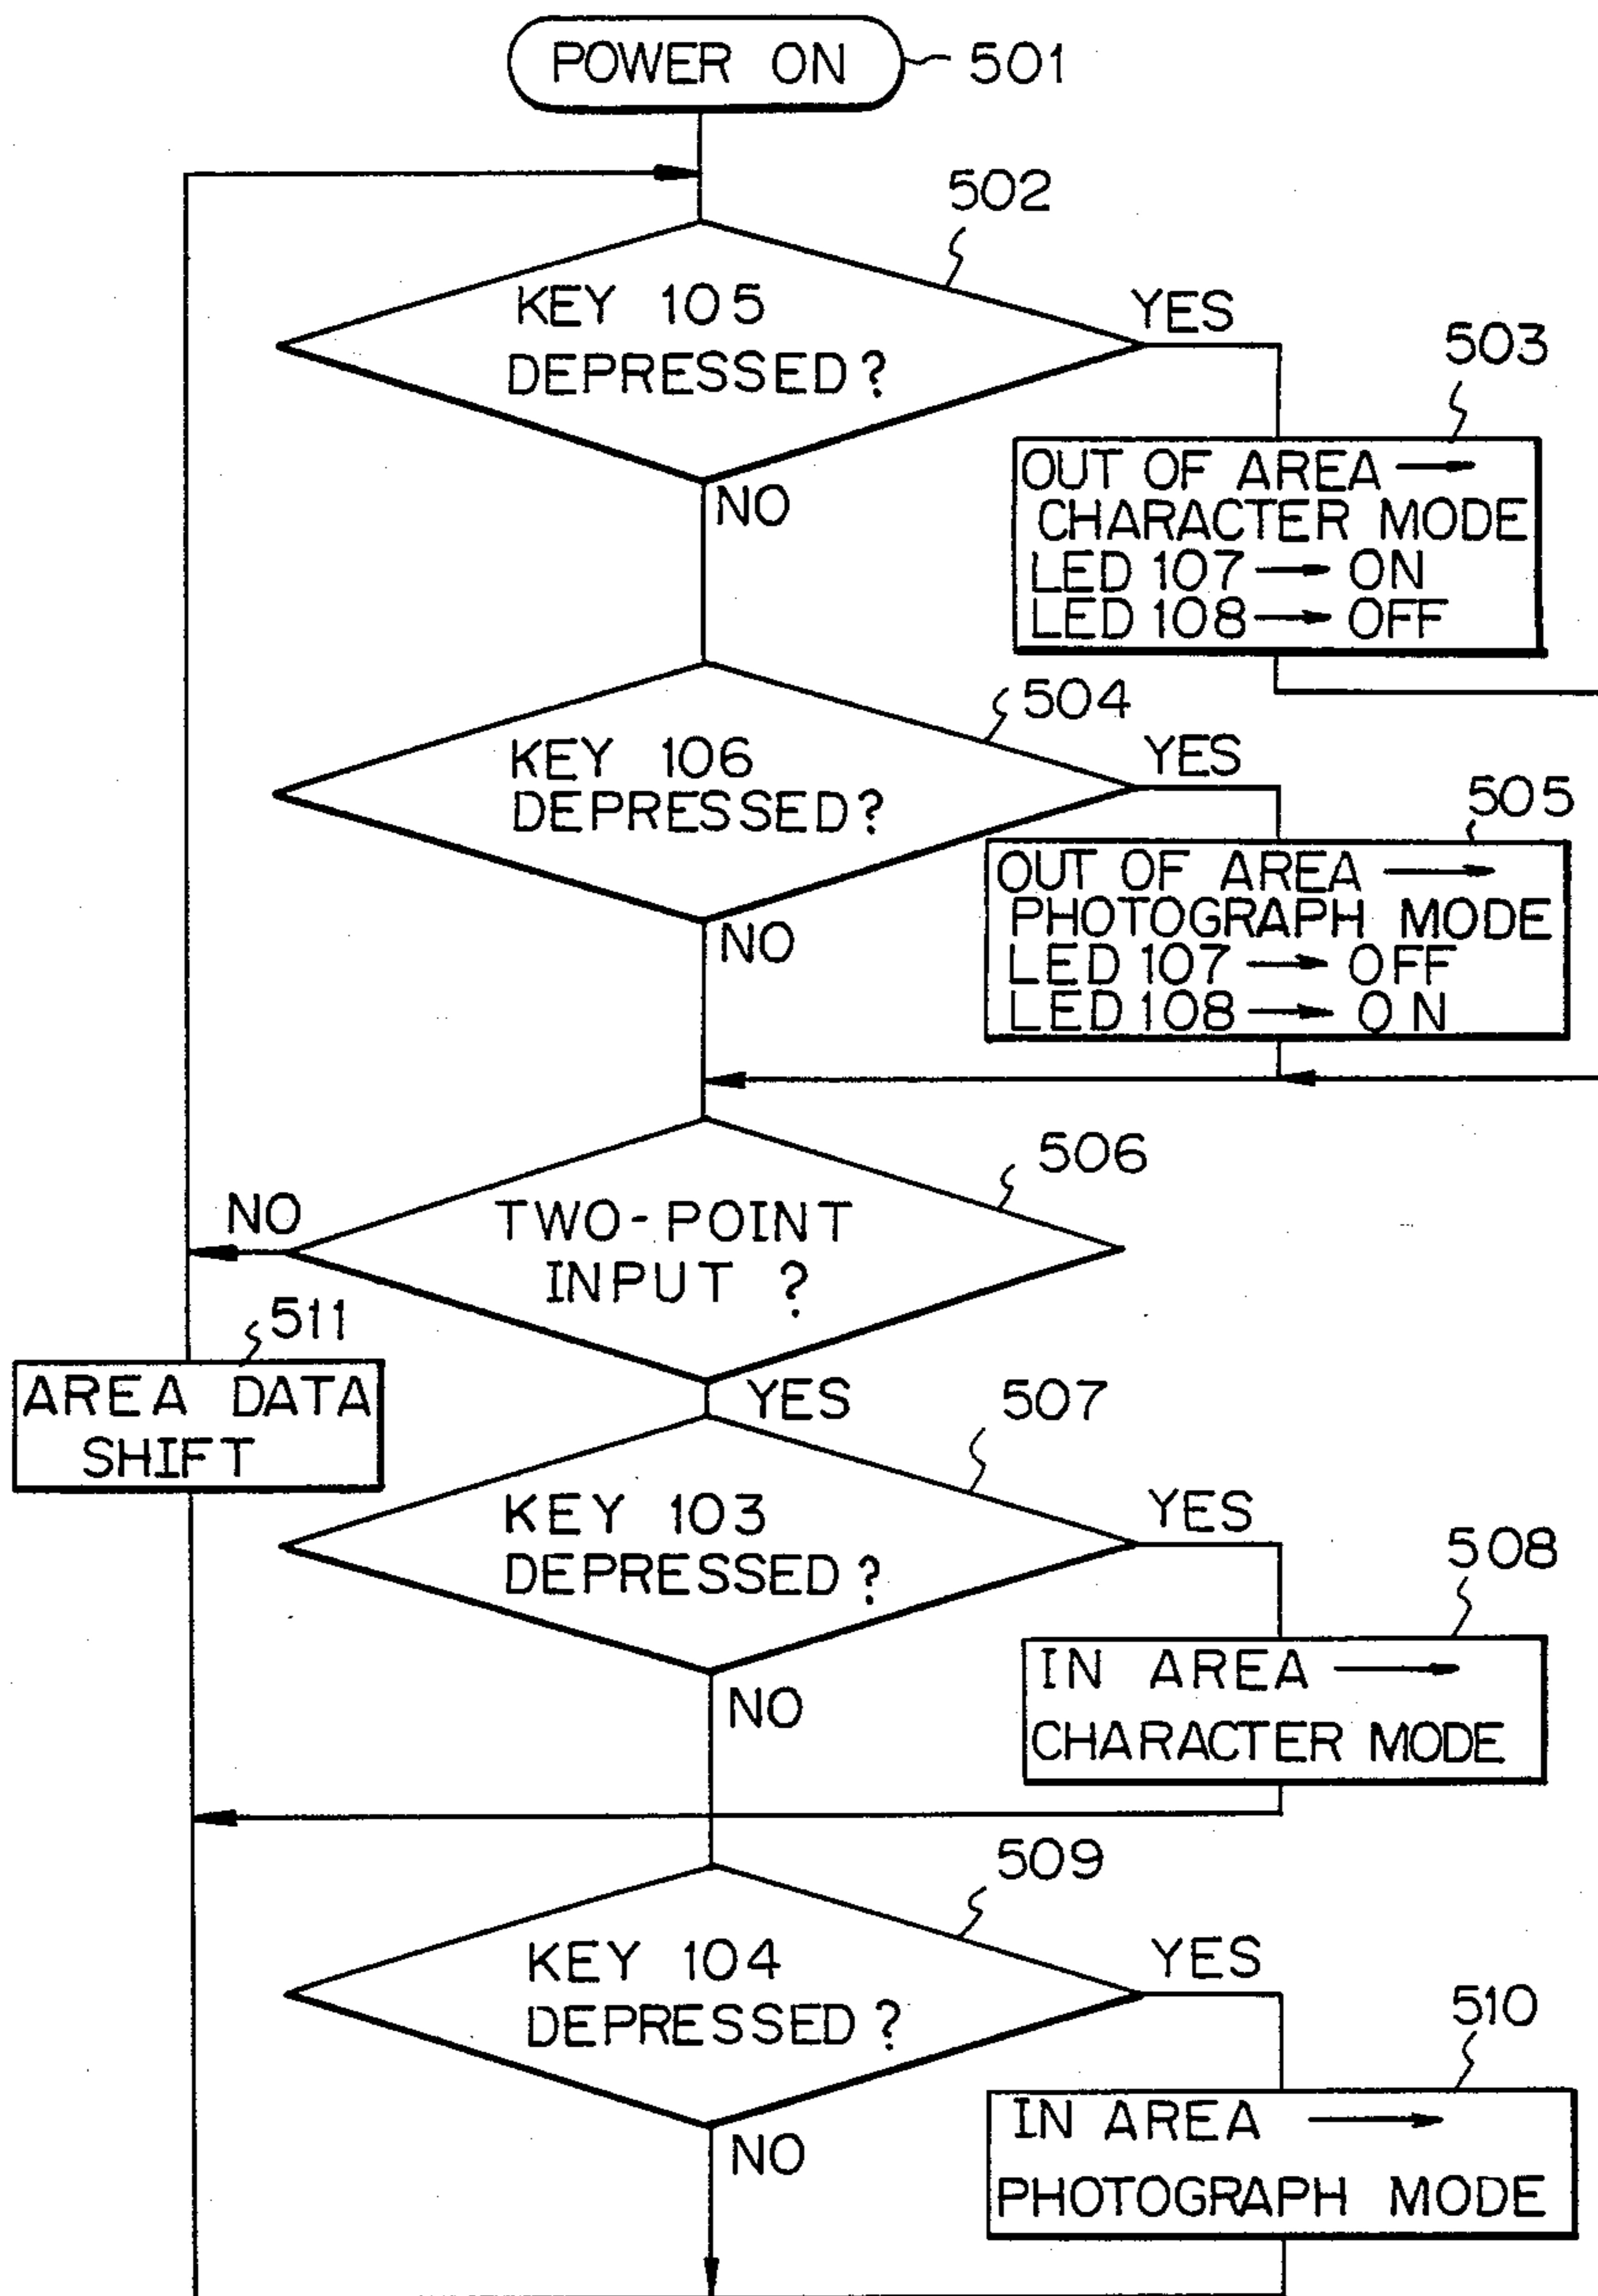 POWER ON
501
502
KEY 105
DEPRESSED?
YES
503
OUT OF AREA →
CHARACTER MODE
LED 107 → ON
LED 108 → OFF
NO
504
KEY 106
DEPRESSED?
YES
505
OUT OF AREA →
PHOTOGRAPH MODE
LED 107 → OFF
LED 108 → ON
NO
506
TWO-POINT
INPUT ?
NO
511
AREA DATA
SHIFT
YES
507
KEY 103
DEPRESSED?
YES
508
IN AREA →
CHARACTER MODE
NO
509
KEY 104
DEPRESSED?
YES
510
IN AREA →
PHOTOGRAPH MODE
NO